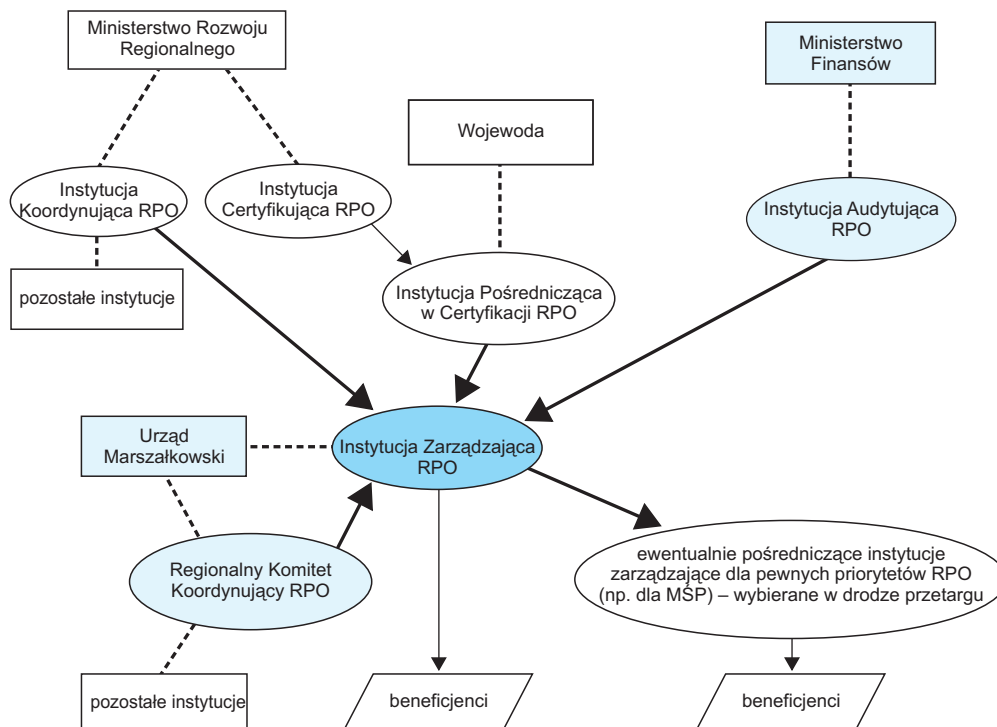 Ministerstwo Rozwoju
Regionalnego
Ministerstwo
Finansów
Wojewoda
Instytucja
Koordynująca RPO
Instytucja
Certyfikująca RPO
Instytucja Audytująca
RPO
pozostałe instytucje
Instytucja Pośrednicząca
w Certyfikacji RPO
Urząd
Marszałkowski
Instytucja Zarządzająca
RPO
Regionalny Komitet
Koordynujący RPO
ewentualnie pośredniczące instytucje
zarządzające dla pewnych priorytetów RPO
(np. dla MŚP) – wybierane w drodze przetargu
pozostałe instytucje
beneficjenci
beneficjenci